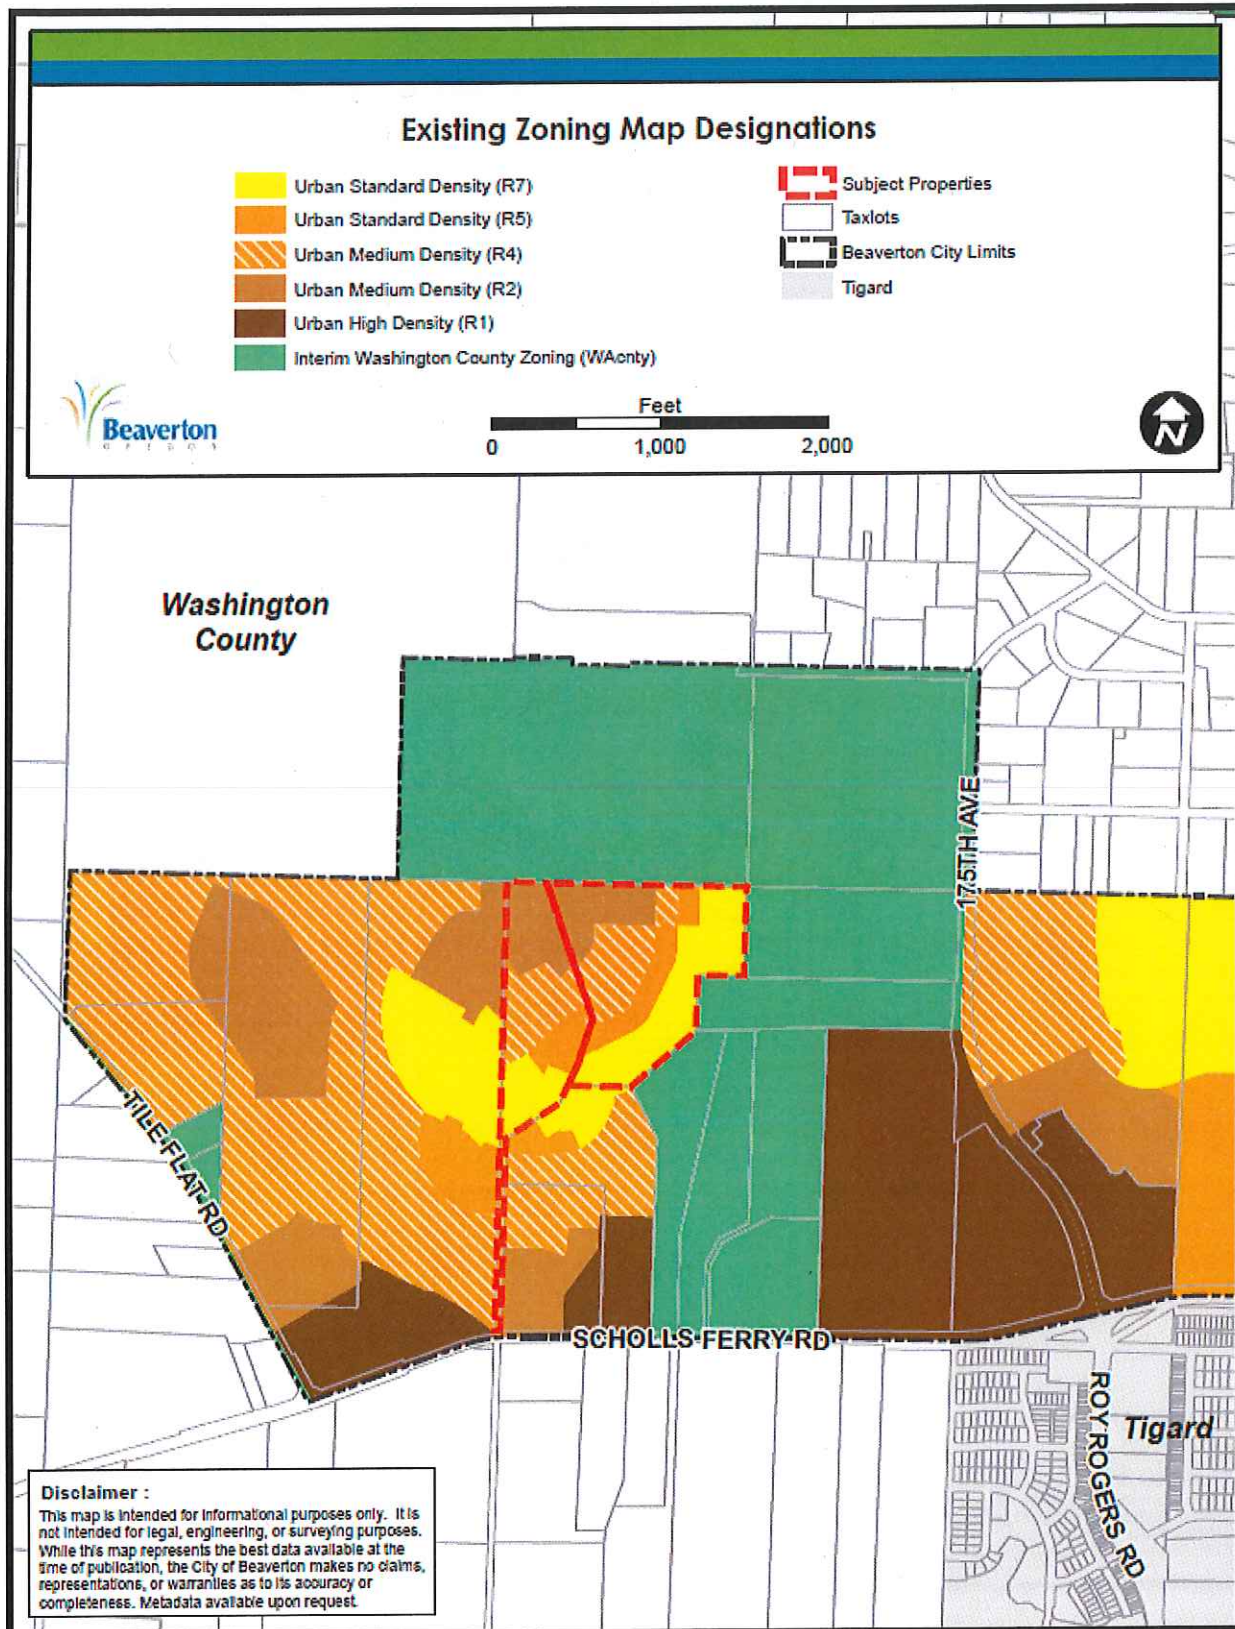 Existing Zoning Map Designations
Urban Standard Density (R7)
Urban Standard Density (R5)
Urban Medium Density (R4)
Urban Medium Density (R2)
Urban High Density (R1)
Interim Washington County Zoning (WAcnty)
Subject Properties
Taxlots
Beaverton City Limits
Tigard
Beaverton
OREGON
Feet
0 1,000 2,000
N
Washington
County
175TH AVE
TILE FLAT RD
SCHOLLS FERRY RD
ROY ROGERS RD
Tigard
Disclaimer :
This map is intended for informational purposes only. It is
not intended for legal, engineering, or surveying purposes.
While this map represents the best data available at the
time of publication, the City of Beaverton makes no claims,
representations, or warranties as to its accuracy or
completeness. Metadata available upon request.